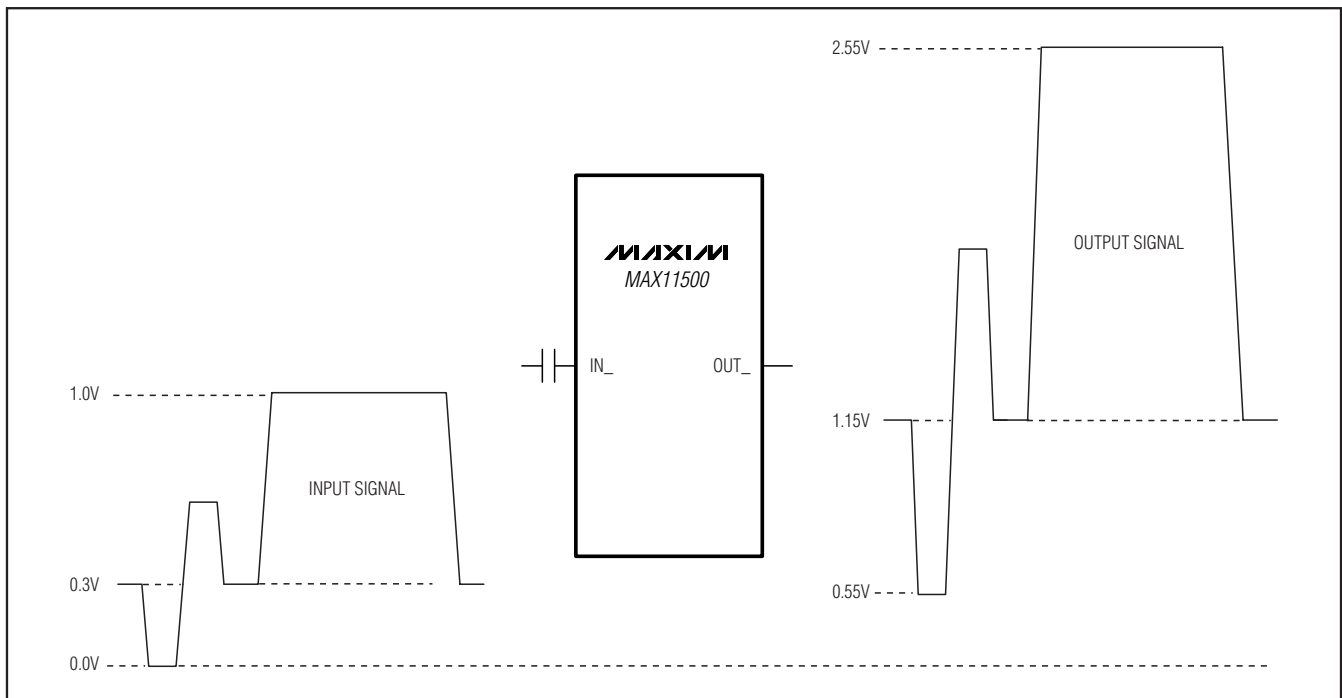 2.55V
MAXIM
MAX11500
OUTPUT SIGNAL
IN_
OUT_
1.0V
1.15V
INPUT SIGNAL
0.3V
0.55V
0.0V